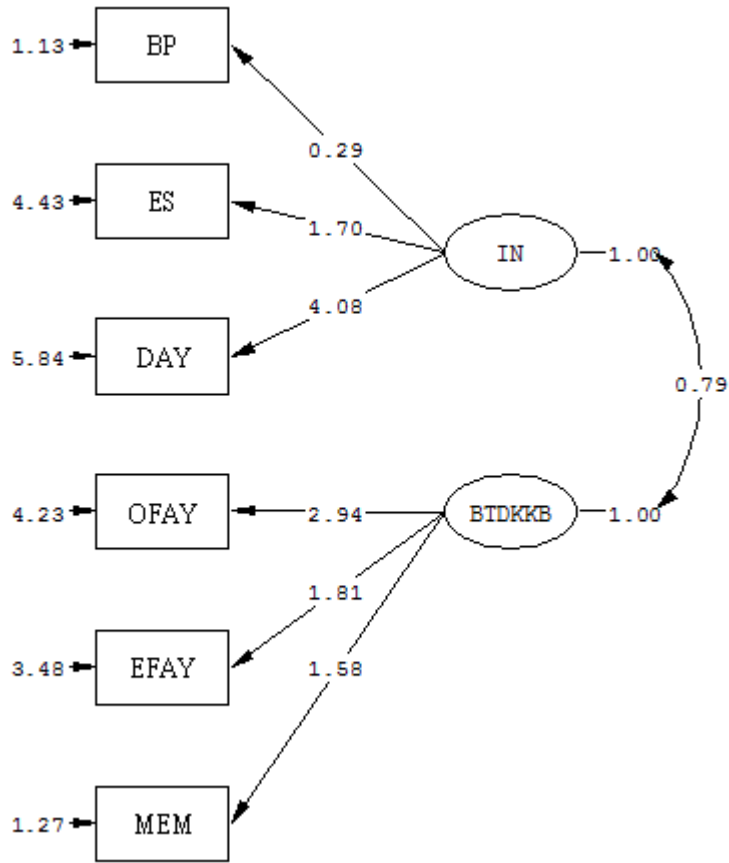 1.13 BP
0.29
4.43 ES
1.70 IN 1.00
4.08
5.84 DAY
0.79
4.23 OFAY 2.94 BTDKKB 1.00
1.81
3.48 EFAY 1.58
1.27 MEM